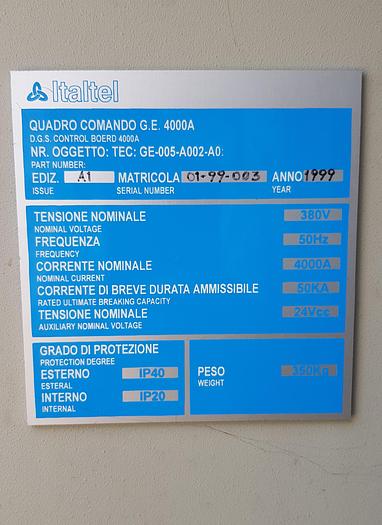 Italtel
QUADRO COMANDO G.E. 4000A
D.G.S. CONTROL BOERD 4000A
NR. OGGETTO: TEC: GE-005-A002-A0:
PART NUMBER:
EDIZ. A1 MATRICOLA 01-99-003 ANNO 1999
ISSUE SERIAL NUMBER YEAR
TENSIONE NOMINALE 380V
NOMINAL VOLTAGE
FREQUENZA 50Hz
FREQUENCY
CORRENTE NOMINALE 4000A
NOMINAL CURRENT
CORRENTE DI BREVE DURATA AMMISSIBILE 50KA
RATED ULTIMATE BREAKING CAPACITY
TENSIONE NOMINALE 24Vcc
AUXILIARY NOMINAL VOLTAGE
GRADO DI PROTEZIONE
PROTECTION DEGREE
ESTERNO IP40
ESTERAL
INTERNO IP20
INTERNAL
PESO 350Kg
WEIGHT